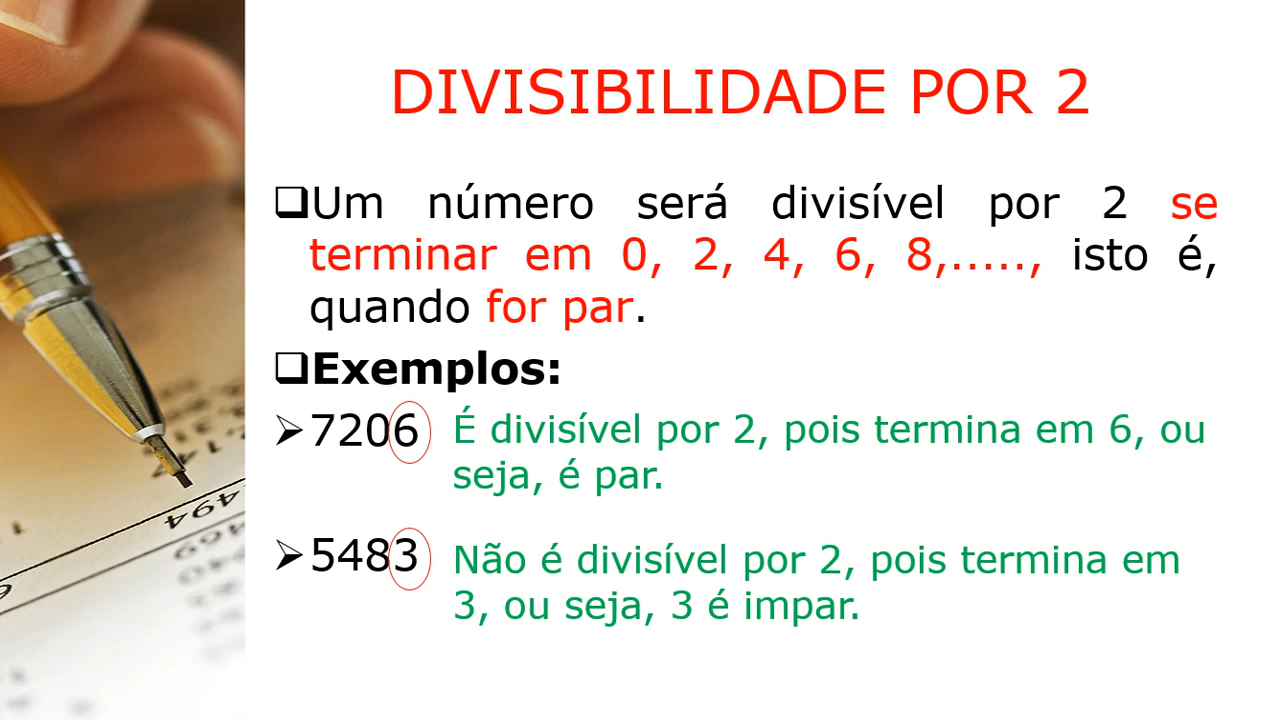 DIVISIBILIDADE POR 2
Um número será divisível por 2 se
terminar em 0, 2, 4, 6, 8,....., isto é,
quando for par.
Exemplos:
7206 É divisível por 2, pois termina em 6, ou
seja, é par.
5483 Não é divisível por 2, pois termina em
3, ou seja, 3 é impar.
494